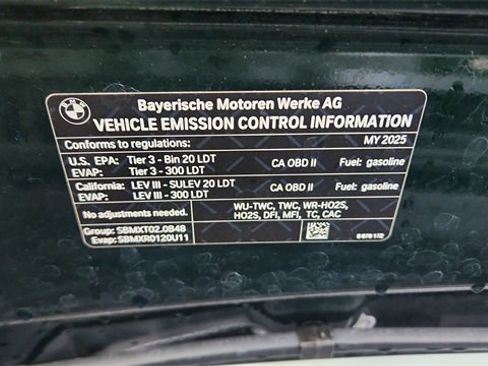 BMW
Bayerische Motoren Werke AG
VEHICLE EMISSION CONTROL INFORMATION
Conforms to regulations: MY 2025
U.S. EPA: Tier 3 - Bin 20 LDT CA OBD II Fuel: gasoline
EVAP: Tier 3 - 300 LDT
California: LEV III - SULEV 20 LDT CA OBD II Fuel: gasoline
EVAP: LEV III - 300 LDT
No adjustments needed. WU-TWC, TWC, WR-HO2S,
HO2S, DFI, MFI, TC, CAC
Group: SBMXT02.0B4B
Evap: SBMXR0120U11